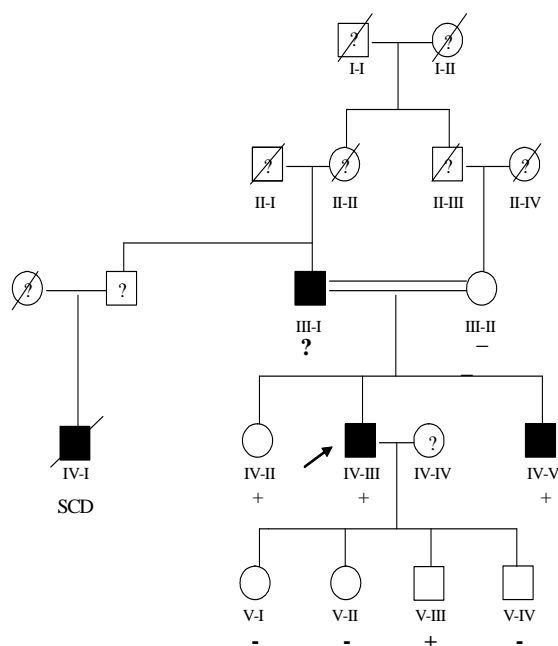 ? ?
I-I I-II
? ? ? ?
II-I II-II II-III II-IV
? ?
III-I III-II
? –
–
?
IV-I IV-II IV-III IV-IV IV-V
+ + +
SCD
V-I V-II V-III V-IV
- - + -